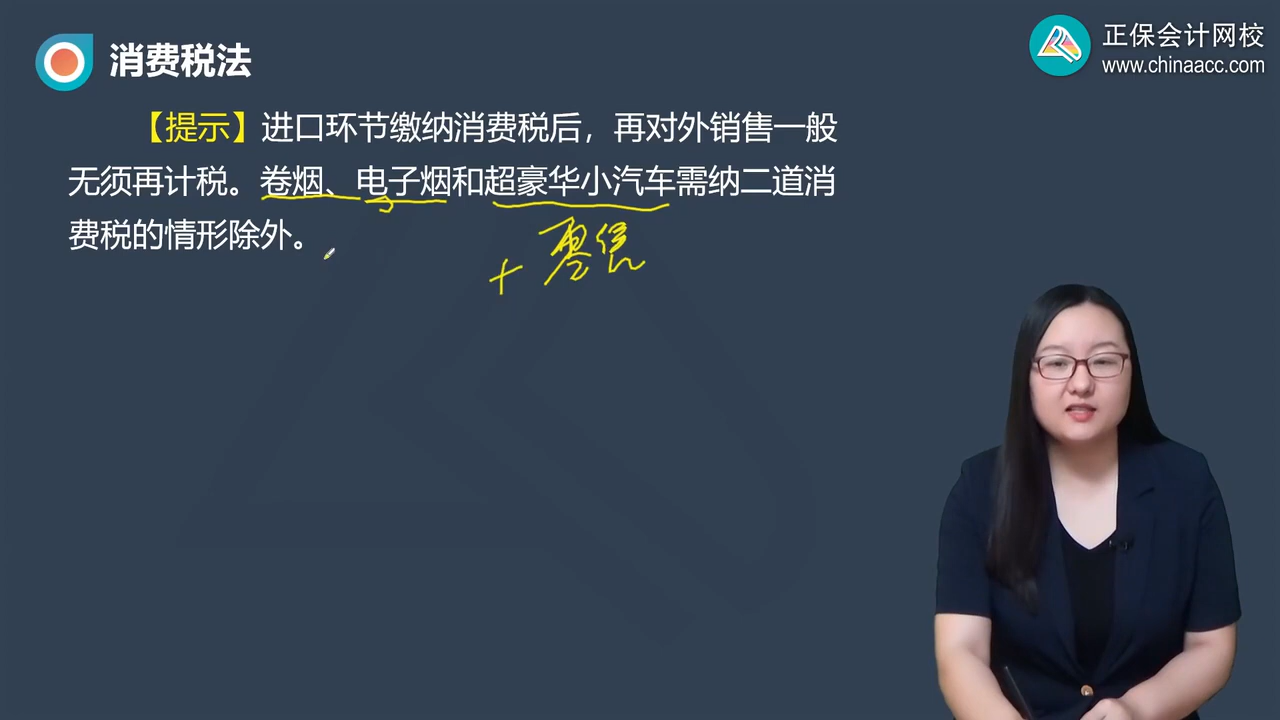 消费税法
正保会计网校
www.chinaacc.com
【提示】进口环节缴纳消费税后，再对外销售一般
无须再计税。卷烟、电子烟和超豪华小汽车需纳二道消
费税的情形除外。
+